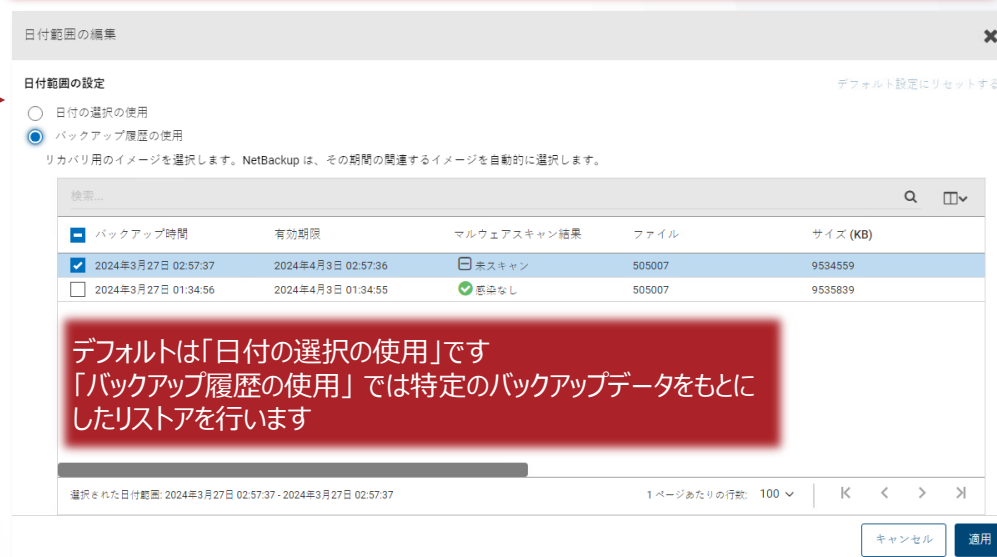 日付範囲の編集
日付範囲の設定
デフォルト設定にリセットする
日付の選択の使用
バックアップ履歴の使用
リカバリ用のイメージを選択します。NetBackup は、その期間の関連するイメージを自動的に選択します。
検索...
バックアップ時間 有効期限 マルウェアスキャン結果 ファイル サイズ (KB)
2024年3月27日 02:57:37 2024年4月3日 02:57:36 未スキャン 505007 9534559
2024年3月27日 01:34:56 2024年4月3日 01:34:55 感染なし 505007 9535839
デフォルトは「日付の選択の使用」です
「バックアップ履歴の使用」では特定のバックアップデータをもとに
したリストアを行います
選択された日付範囲: 2024年3月27日 02:57:37 - 2024年3月27日 02:57:37 1 ページあたりの行数: 100
キャンセル 適用